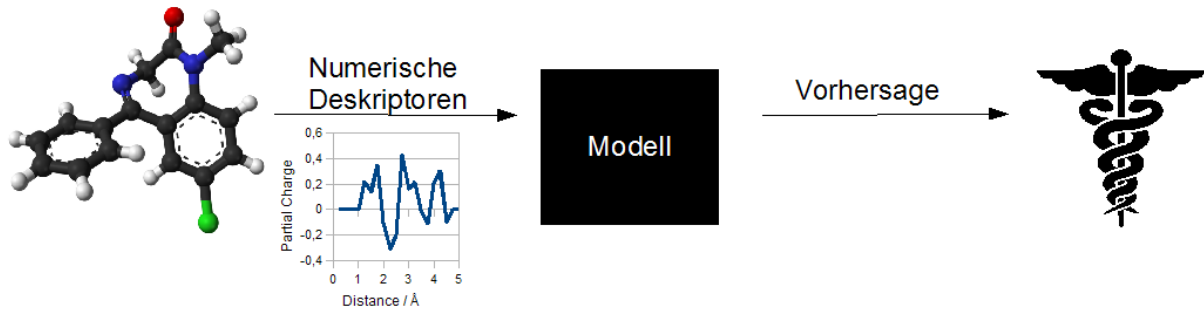 Numerische
Deskriptoren
Modell
Vorhersage
0,6
0,4
0,2
0
-0,2
-0,4
Partial Charge
0 1 2 3 4 5
Distance / Å